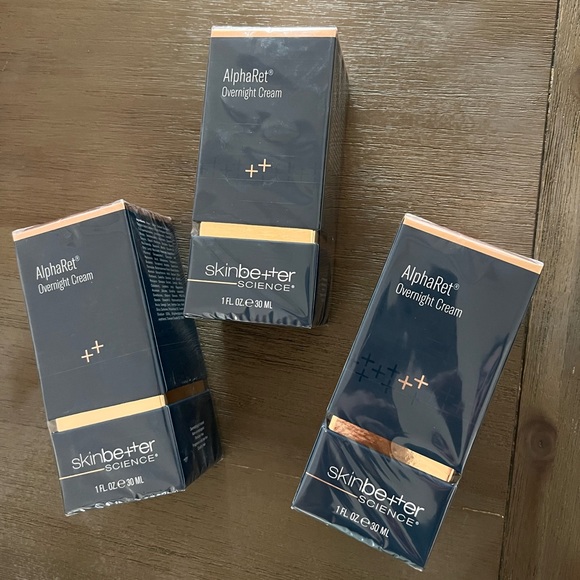 AlphaRet®
Overnight Cream
skinbetter
SCIENCE®
1 FL. OZ. ℮ 30 ML
AlphaRet®
Overnight Cream
skinbetter
SCIENCE®
1 FL. OZ. ℮ 30 ML
AlphaRet®
Overnight Cream
skinbetter
SCIENCE®
1 FL. OZ. ℮ 30 ML